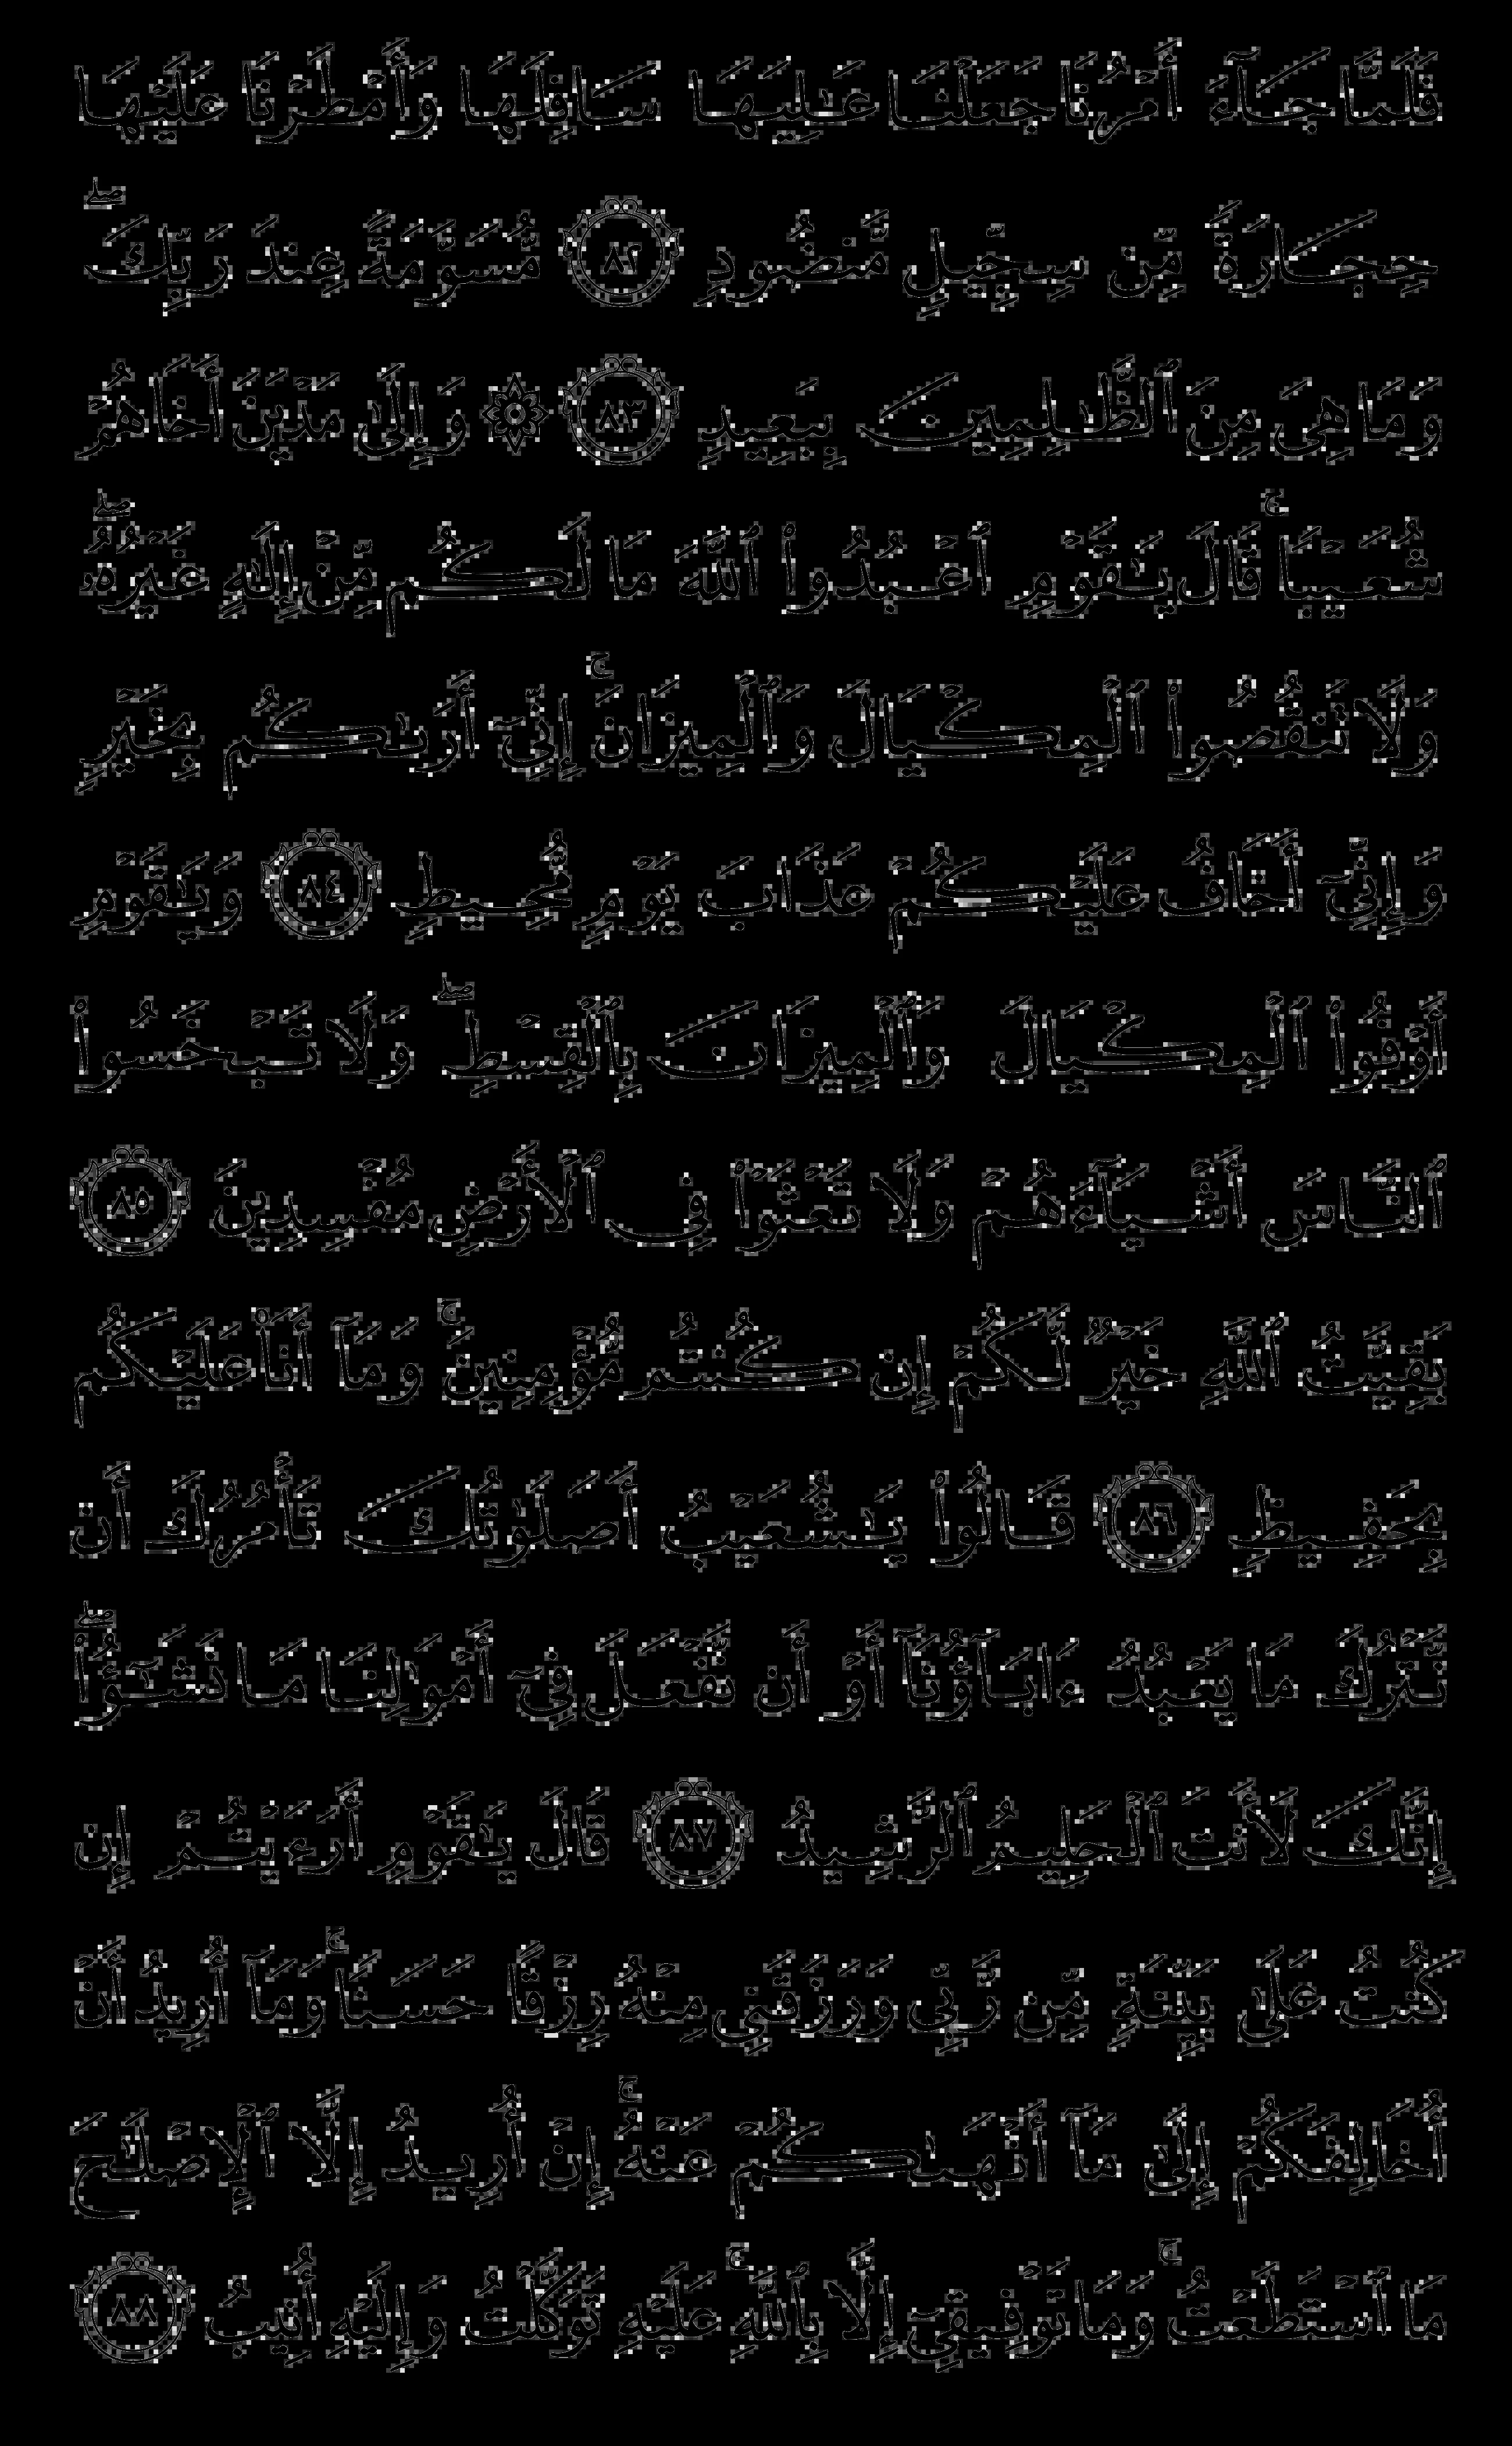 فَلَمَّا جَآءَ أَمْرُنَا جَعَلْنَا عَٰلِيَهَا سَافِلَهَا وَأَمْطَرْنَا عَلَيْهَا
حِجَارَةً مِّن سِجِّيلٍ مَّنضُودٍ ٨٢ مُّسَوَّمَةً عِندَ رَبِّكَۖ
وَمَا هِىَ مِنَ ٱلظَّٰلِمِينَ بِبَعِيدٍ ٨٣ ۞ وَإِلَىٰ مَدْيَنَ أَخَاهُمْ
شُعَيْبًاۚ قَالَ يَٰقَوْمِ ٱعْبُدُوا۟ ٱللَّهَ مَا لَكُم مِّنْ إِلَٰهٍ غَيْرُهُۥۖ
وَلَا تَنقُصُوا۟ ٱلْمِكْيَالَ وَٱلْمِيزَانَۚ إِنِّىٓ أَرَىٰكُم بِخَيْرٍ
وَإِنِّىٓ أَخَافُ عَلَيْكُمْ عَذَابَ يَوْمٍ مُّحِيطٍ ٨٤ وَيَٰقَوْمِ
أَوْفُوا۟ ٱلْمِكْيَالَ وَٱلْمِيزَانَ بِٱلْقِسْطِۖ وَلَا تَبْخَسُوا۟
ٱلنَّاسَ أَشْيَآءَهُمْ وَلَا تَعْثَوْا۟ فِى ٱلْأَرْضِ مُفْسِدِينَ ٨٥
بَقِيَّتُ ٱللَّهِ خَيْرٌ لَّكُمْ إِن كُنتُم مُّؤْمِنِينَۚ وَمَآ أَنَا۠ عَلَيْكُم
بِحَفِيظٍ ٨٦ قَالُوا۟ يَٰشُعَيْبُ أَصَلَوٰتُكَ تَأْمُرُكَ أَن
نَّتْرُكَ مَا يَعْبُدُ ءَابَآؤُنَآ أَوْ أَن نَّفْعَلَ فِىٓ أَمْوَٰلِنَا مَا نَشَٰٓؤُا۟ۖ
إِنَّكَ لَأَنتَ ٱلْحَلِيمُ ٱلرَّشِيدُ ٨٧ قَالَ يَٰقَوْمِ أَرَءَيْتُمْ إِن
كُنتُ عَلَىٰ بَيِّنَةٍ مِّن رَّبِّى وَرَزَقَنِى مِنْهُ رِزْقًا حَسَنًاۚ وَمَآ أُرِيدُ أَنْ
أُخَالِفَكُمْ إِلَىٰ مَآ أَنْهَىٰكُمْ عَنْهُۚ إِنْ أُرِيدُ إِلَّا ٱلْإِصْلَٰحَ
مَا ٱسْتَطَعْتُۚ وَمَا تَوْفِيقِىٓ إِلَّا بِٱللَّهِۚ عَلَيْهِ تَوَكَّلْتُ وَإِلَيْهِ أُنِيبُ ٨٨